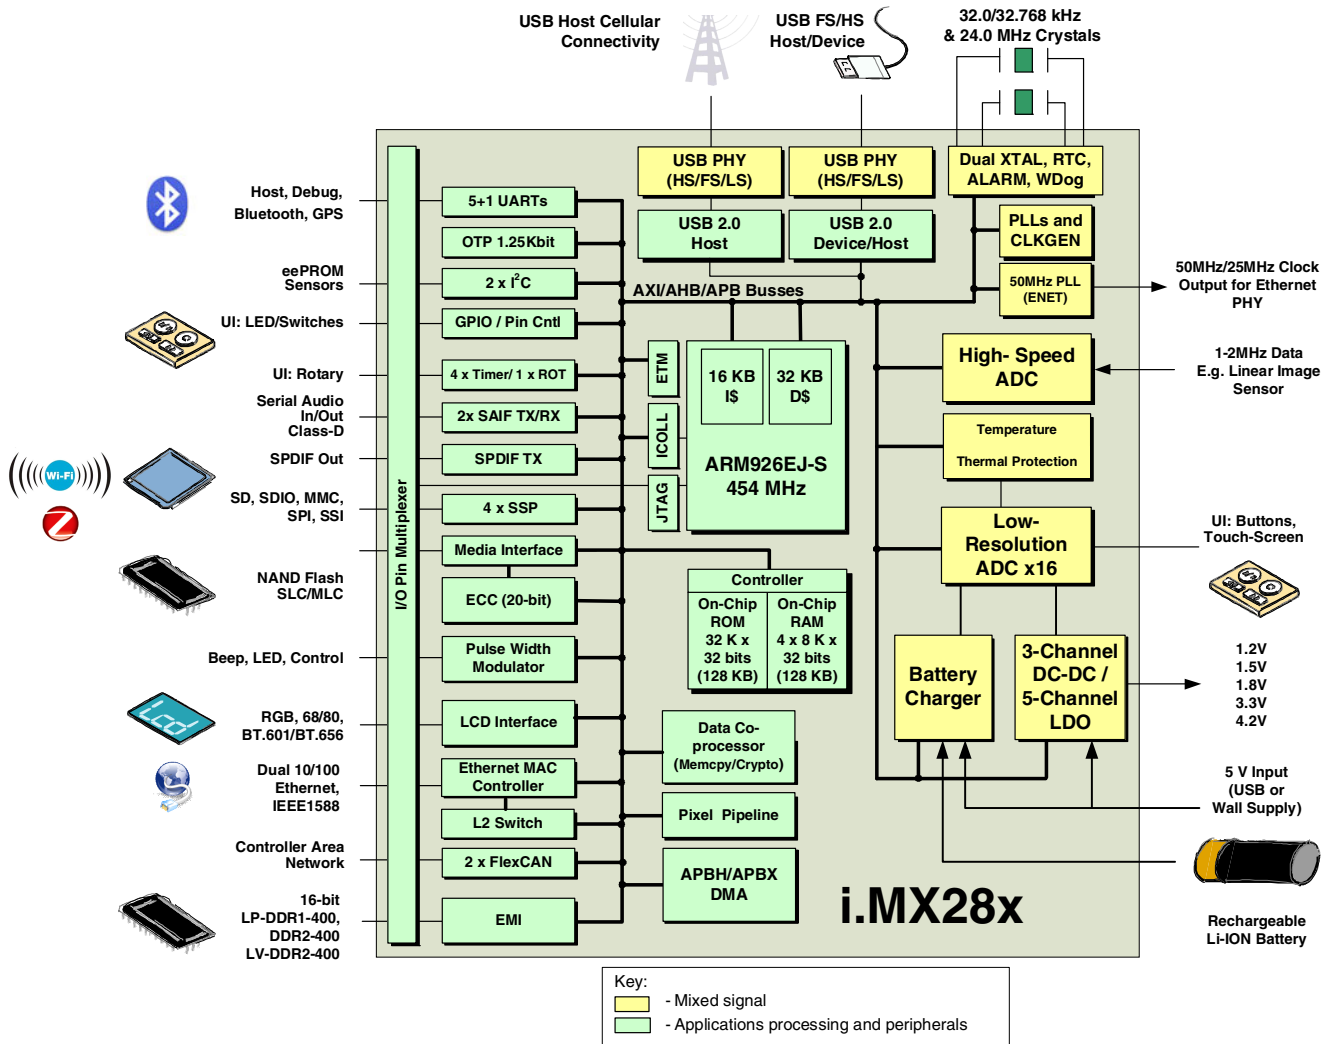 USB Host Cellular
Connectivity
USB FS/HS
Host/Device
32.0/32.768 kHz
& 24.0 MHz Crystals
USB PHY
(HS/FS/LS)
USB PHY
(HS/FS/LS)
Dual XTAL, RTC,
ALARM, WDog
USB 2.0
Host
USB 2.0
Device/Host
PLLs and
CLKGEN
50MHz PLL
(ENET)
50MHz/25MHz Clock
Output for Ethernet
PHY
AXI/AHB/APB Busses
Host, Debug,
Bluetooth, GPS
5+1 UARTs
OTP 1.25Kbit
eePROM
Sensors
2 x I²C
UI: LED/Switches
GPIO / Pin Cntl
UI: Rotary
4 x Timer/ 1 x ROT
Serial Audio
In/Out
Class-D
2x SAIF TX/RX
SPDIF Out
SPDIF TX
Wi-Fi
SD, SDIO, MMC,
SPI, SSI
4 x SSP
I/O Pin Multiplexer
Media Interface
NAND Flash
SLC/MLC
ECC (20-bit)
Beep, LED, Control
Pulse Width
Modulator
Lcd
RGB, 68/80,
BT.601/BT.656
LCD Interface
Dual 10/100
Ethernet,
IEEE1588
Ethernet MAC
Controller
L2 Switch
Controller Area
Network
2 x FlexCAN
16-bit
LP-DDR1-400,
DDR2-400
LV-DDR2-400
EMI
ETM
ICOLL
JTAG
16 KB
I$
32 KB
D$
ARM926EJ-S
454 MHz
Controller
On-Chip
ROM
32 K x
32 bits
(128 KB)
On-Chip
RAM
4 x 8 K x
32 bits
(128 KB)
Data Co-
processor
(Memcpy/Crypto)
Pixel Pipeline
APBH/APBX
DMA
High- Speed
ADC
1-2MHz Data
E.g. Linear Image
Sensor
Temperature
Thermal Protection
Low-
Resolution
ADC x16
UI: Buttons,
Touch-Screen
Battery
Charger
3-Channel
DC-DC /
5-Channel
LDO
1.2V
1.5V
1.8V
3.3V
4.2V
5 V Input
(USB or
Wall Supply)
Rechargeable
Li-ION Battery
i.MX28x
Key:
- Mixed signal
- Applications processing and peripherals